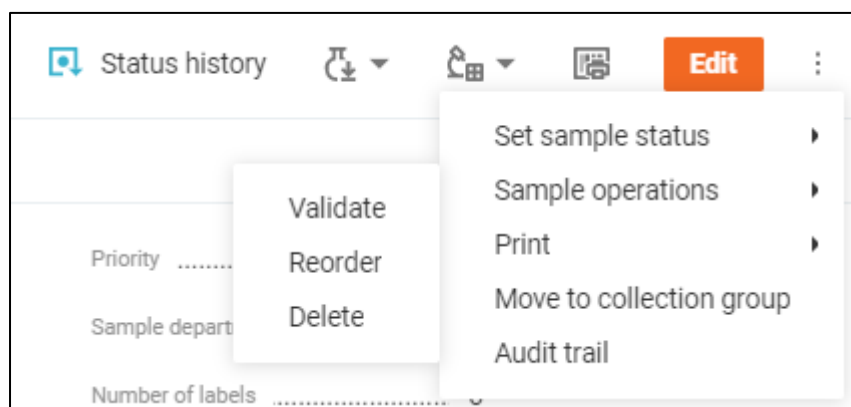 Status history
Edit
Set sample status
Sample operations
Print
Move to collection group
Audit trail
Validate
Reorder
Delete
Priority ........
Sample depart
Number of labels ........................